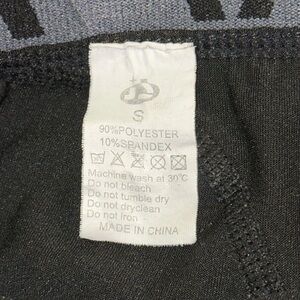 S
90%POLYESTER
10%SPANDEX
Machine wash at 30°C
Do not bleach
Do not tumble dry
Do not dryclean
Do not iron
MADE IN CHINA